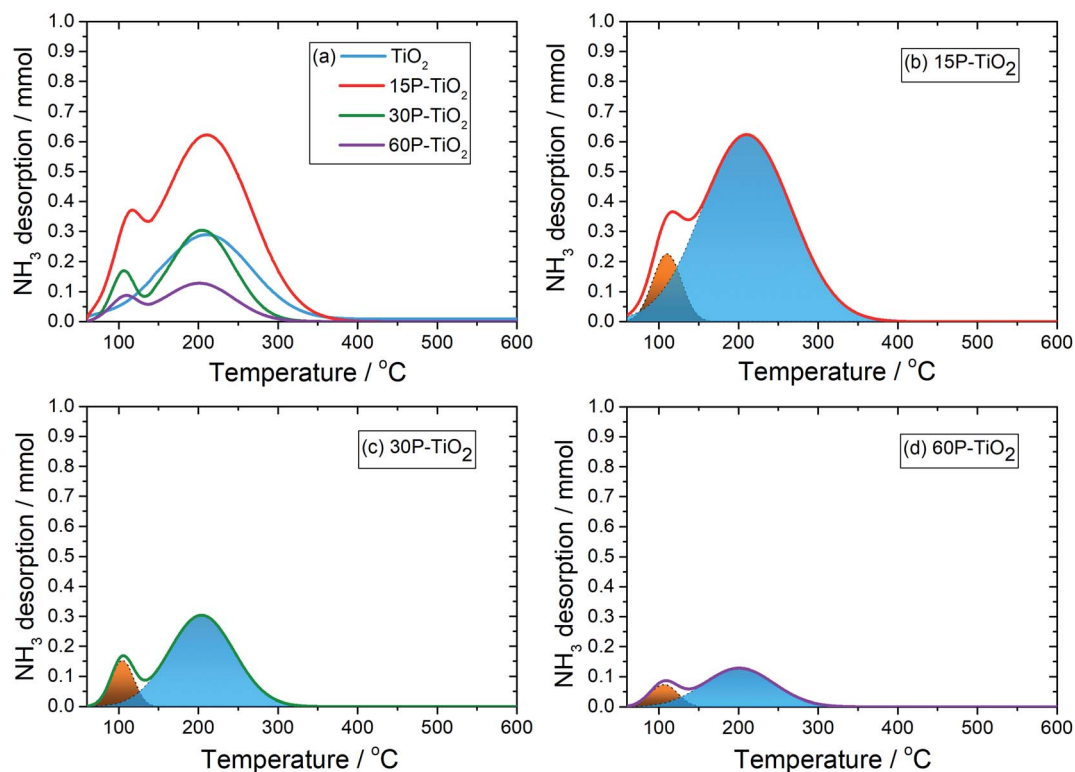 (a)
TiO2
15P-TiO2
30P-TiO2
60P-TiO2
NH3 desorption / mmol
1.0
0.9
0.8
0.7
0.6
0.5
0.4
0.3
0.2
0.1
0.0
100 200 300 400 500 600
Temperature / °C
(b) 15P-TiO2
NH3 desorption / mmol
1.0
0.9
0.8
0.7
0.6
0.5
0.4
0.3
0.2
0.1
0.0
100 200 300 400 500 600
Temperature / °C
(c) 30P-TiO2
NH3 desorption / mmol
1.0
0.9
0.8
0.7
0.6
0.5
0.4
0.3
0.2
0.1
0.0
100 200 300 400 500 600
Temperature / °C
(d) 60P-TiO2
NH3 desorption / mmol
1.0
0.9
0.8
0.7
0.6
0.5
0.4
0.3
0.2
0.1
0.0
100 200 300 400 500 600
Temperature / °C